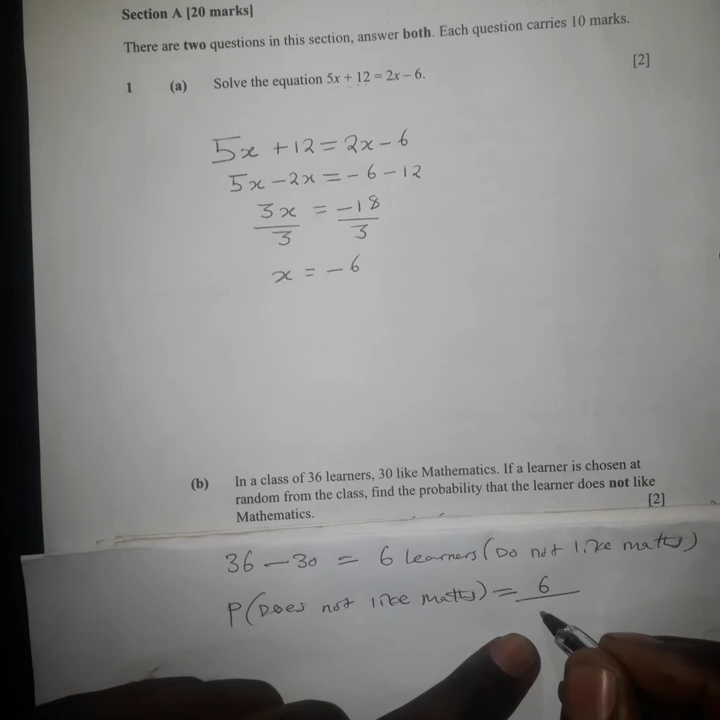 Section A [20 marks]
There are two questions in this section, answer both. Each question carries 10 marks.
1 (a) Solve the equation 5x + 12 = 2x – 6. [2]
5x + 12 = 2x – 6
5x – 2x = – 6 – 12
3x = –18
3 3
x = – 6
(b) In a class of 36 learners, 30 like Mathematics. If a learner is chosen at
random from the class, find the probability that the learner does not like
Mathematics. [2]
36 – 30 = 6 learners (Do not like maths)
P(Does not like maths) = 6